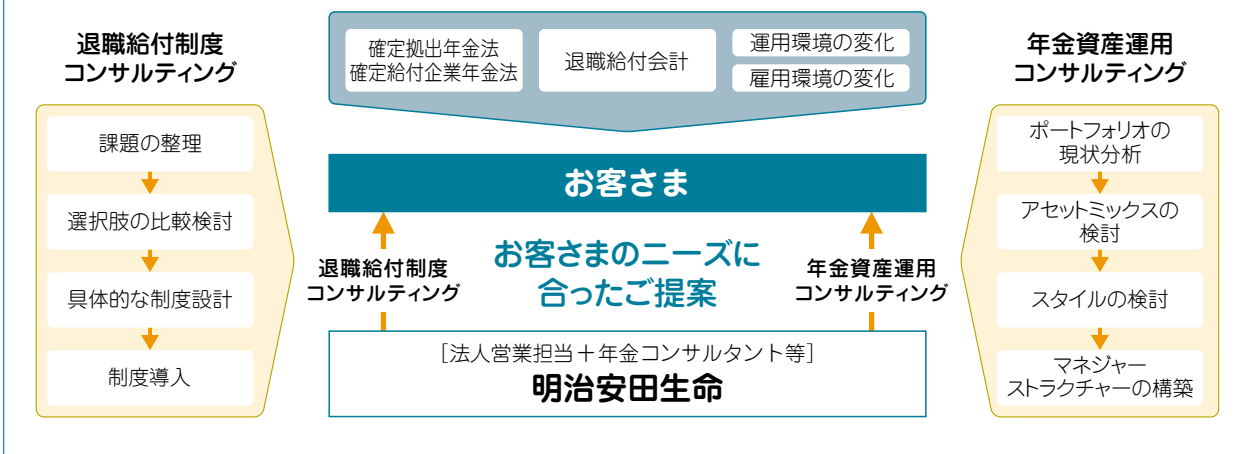 退職給付制度
コンサルティング
課題の整理
選択肢の比較検討
具体的な制度設計
制度導入
確定拠出年金法
確定給付企業年金法
退職給付会計
運用環境の変化
雇用環境の変化
お客さま
お客さまのニーズに
合ったご提案
退職給付制度
コンサルティング
年金資産運用
コンサルティング
［法人営業担当＋年金コンサルタント等］
明治安田生命
年金資産運用
コンサルティング
ポートフォリオの
現状分析
アセットミックスの
検討
スタイルの検討
マネジャー
ストラクチャーの構築